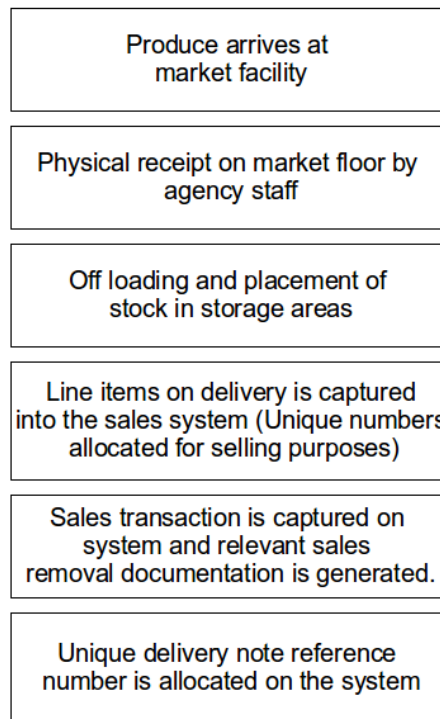 Produce arrives at
market facility
Physical receipt on market floor by
agency staff
Off loading and placement of
stock in storage areas
Line items on delivery is captured
into the sales system (Unique numbers
allocated for selling purposes)
Sales transaction is captured on
system and relevant sales
removal documentation is generated.
Unique delivery note reference
number is allocated on the system